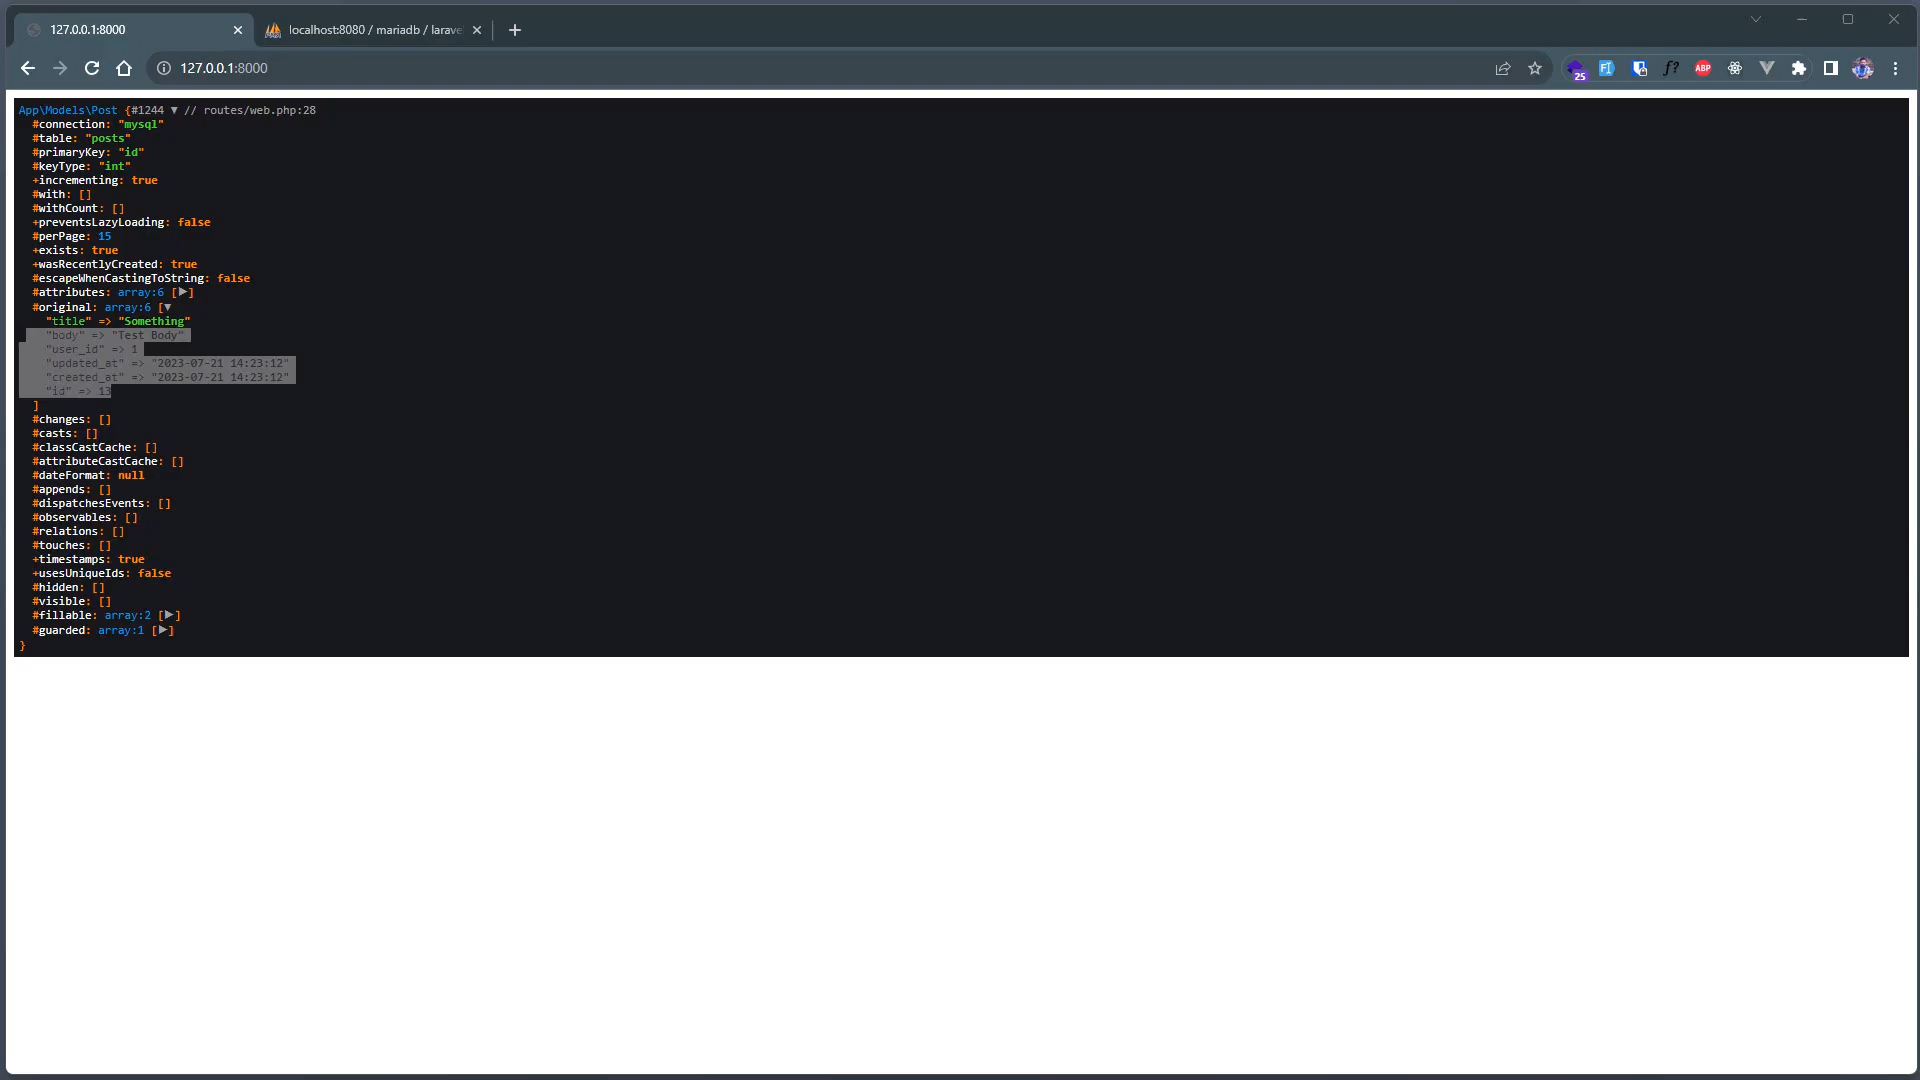 127.0.0.1:8000
localhost:8080 / mariadb / larave
127.0.0.1:8000
25
FI
f?
ABP
App\Models\Post {#1244 ▼ // routes/web.php:28
#connection: "mysql"
#table: "posts"
#primaryKey: "id"
#keyType: "int"
+incrementing: true
#with: []
#withCount: []
+preventsLazyLoading: false
#perPage: 15
+exists: true
+wasRecentlyCreated: true
#escapeWhenCastingToString: false
#attributes: array:6 [▶]
#original: array:6 [▼
"title" => "Something"
"body" => "Test Body"
"user_id" => 1
"updated_at" => "2023-07-21 14:23:12"
"created_at" => "2023-07-21 14:23:12"
"id" => 13
]
#changes: []
#casts: []
#classCastCache: []
#attributeCastCache: []
#dateFormat: null
#appends: []
#dispatchesEvents: []
#observables: []
#relations: []
#touches: []
+timestamps: true
+usesUniqueIds: false
#hidden: []
#visible: []
#fillable: array:2 [▶]
#guarded: array:1 [▶]
}